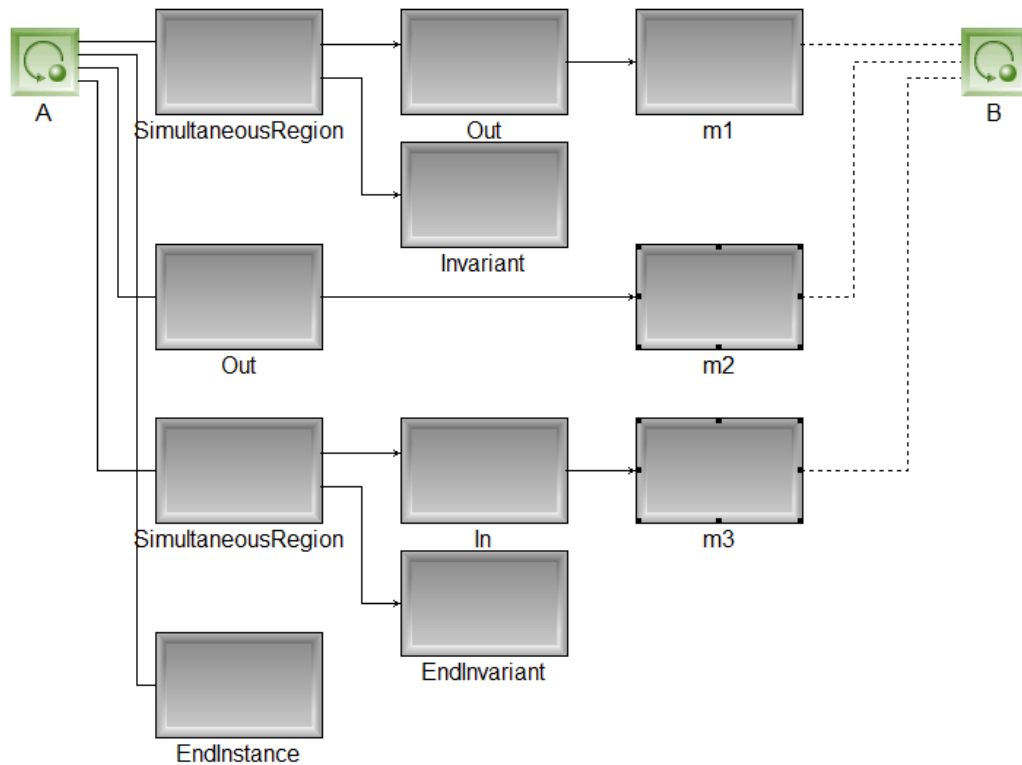 A
SimultaneousRegion
Out
m1
B
Invariant
Out
m2
SimultaneousRegion
In
m3
EndInvariant
EndInstance